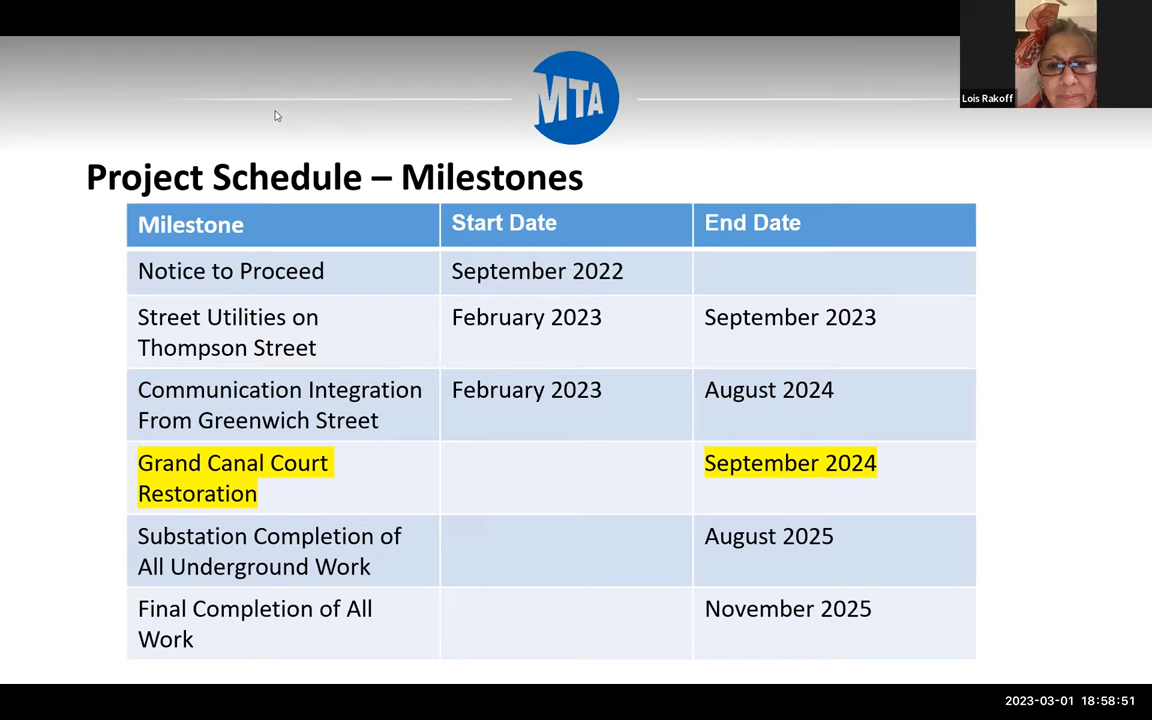 MTA
Lois Rakoff
Project Schedule – Milestones
Milestone Start Date End Date
Notice to Proceed September 2022
Street Utilities on February 2023 September 2023
Thompson Street
Communication Integration February 2023 August 2024
From Greenwich Street
Grand Canal Court September 2024
Restoration
Substation Completion of August 2025
All Underground Work
Final Completion of All November 2025
Work
2023-03-01 18:58:51